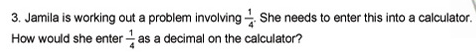 3. Jamila is working out a problem involving 1/4. She needs to enter this into a calculator.
How would she enter 1/4 as a decimal on the calculator?